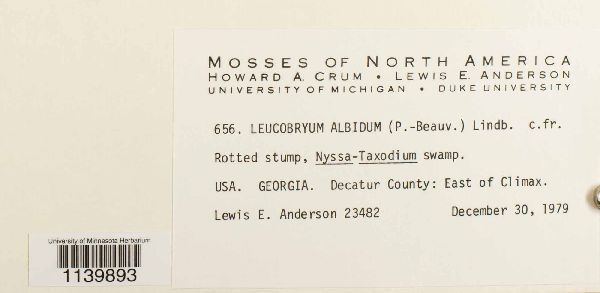 MOSSES OF NORTH AMERICA
HOWARD A. CRUM • LEWIS E. ANDERSON
UNIVERSITY OF MICHIGAN • DUKE UNIVERSITY
656. LEUCOBRYUM ALBIDUM (P.-Beauv.) Lindb. c.fr.
Rotted stump, Nyssa-Taxodium swamp.
USA. GEORGIA. Decatur County: East of Climax.
Lewis E. Anderson 23482 December 30, 1979
University of Minnesota Herbarium
1139893